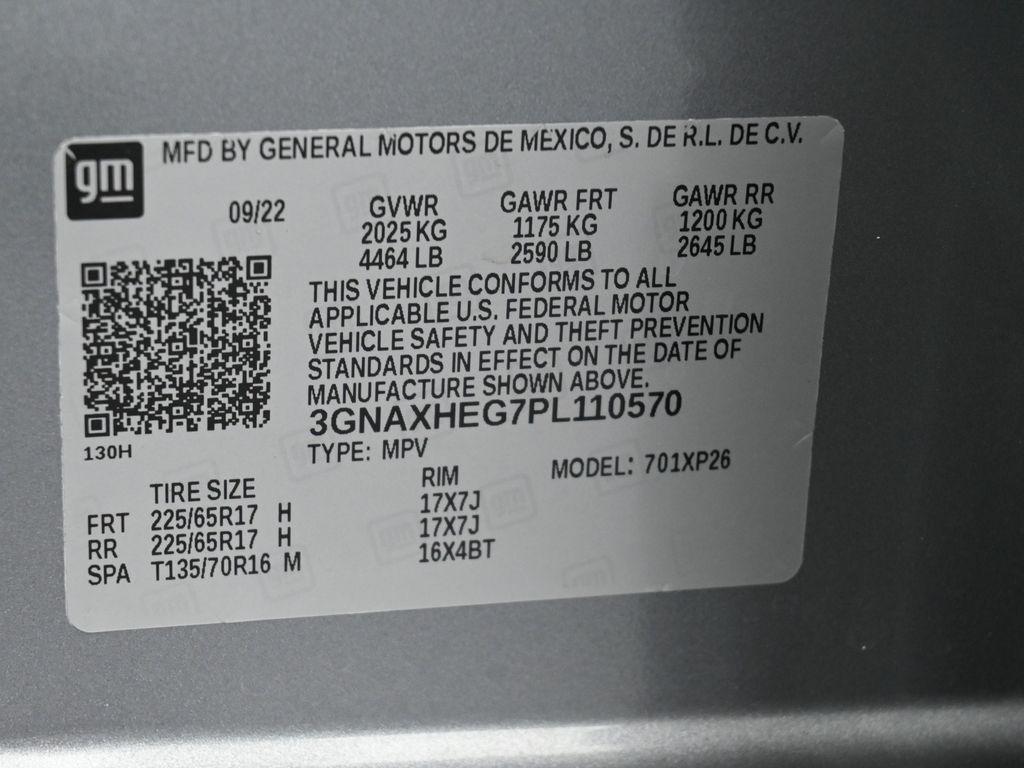 gm
MFD BY GENERAL MOTORS DE MEXICO, S. DE R.L. DE C.V.
09/22 GVWR GAWR FRT GAWR RR
2025 KG 1175 KG 1200 KG
4464 LB 2590 LB 2645 LB
THIS VEHICLE CONFORMS TO ALL
APPLICABLE U.S. FEDERAL MOTOR
VEHICLE SAFETY AND THEFT PREVENTION
STANDARDS IN EFFECT ON THE DATE OF
MANUFACTURE SHOWN ABOVE.
3GNAXHEG7PL110570
130H
TYPE: MPV MODEL: 701XP26
TIRE SIZE RIM
FRT 225/65R17 H 17X7J
RR 225/65R17 H 17X7J
SPA T135/70R16 M 16X4BT